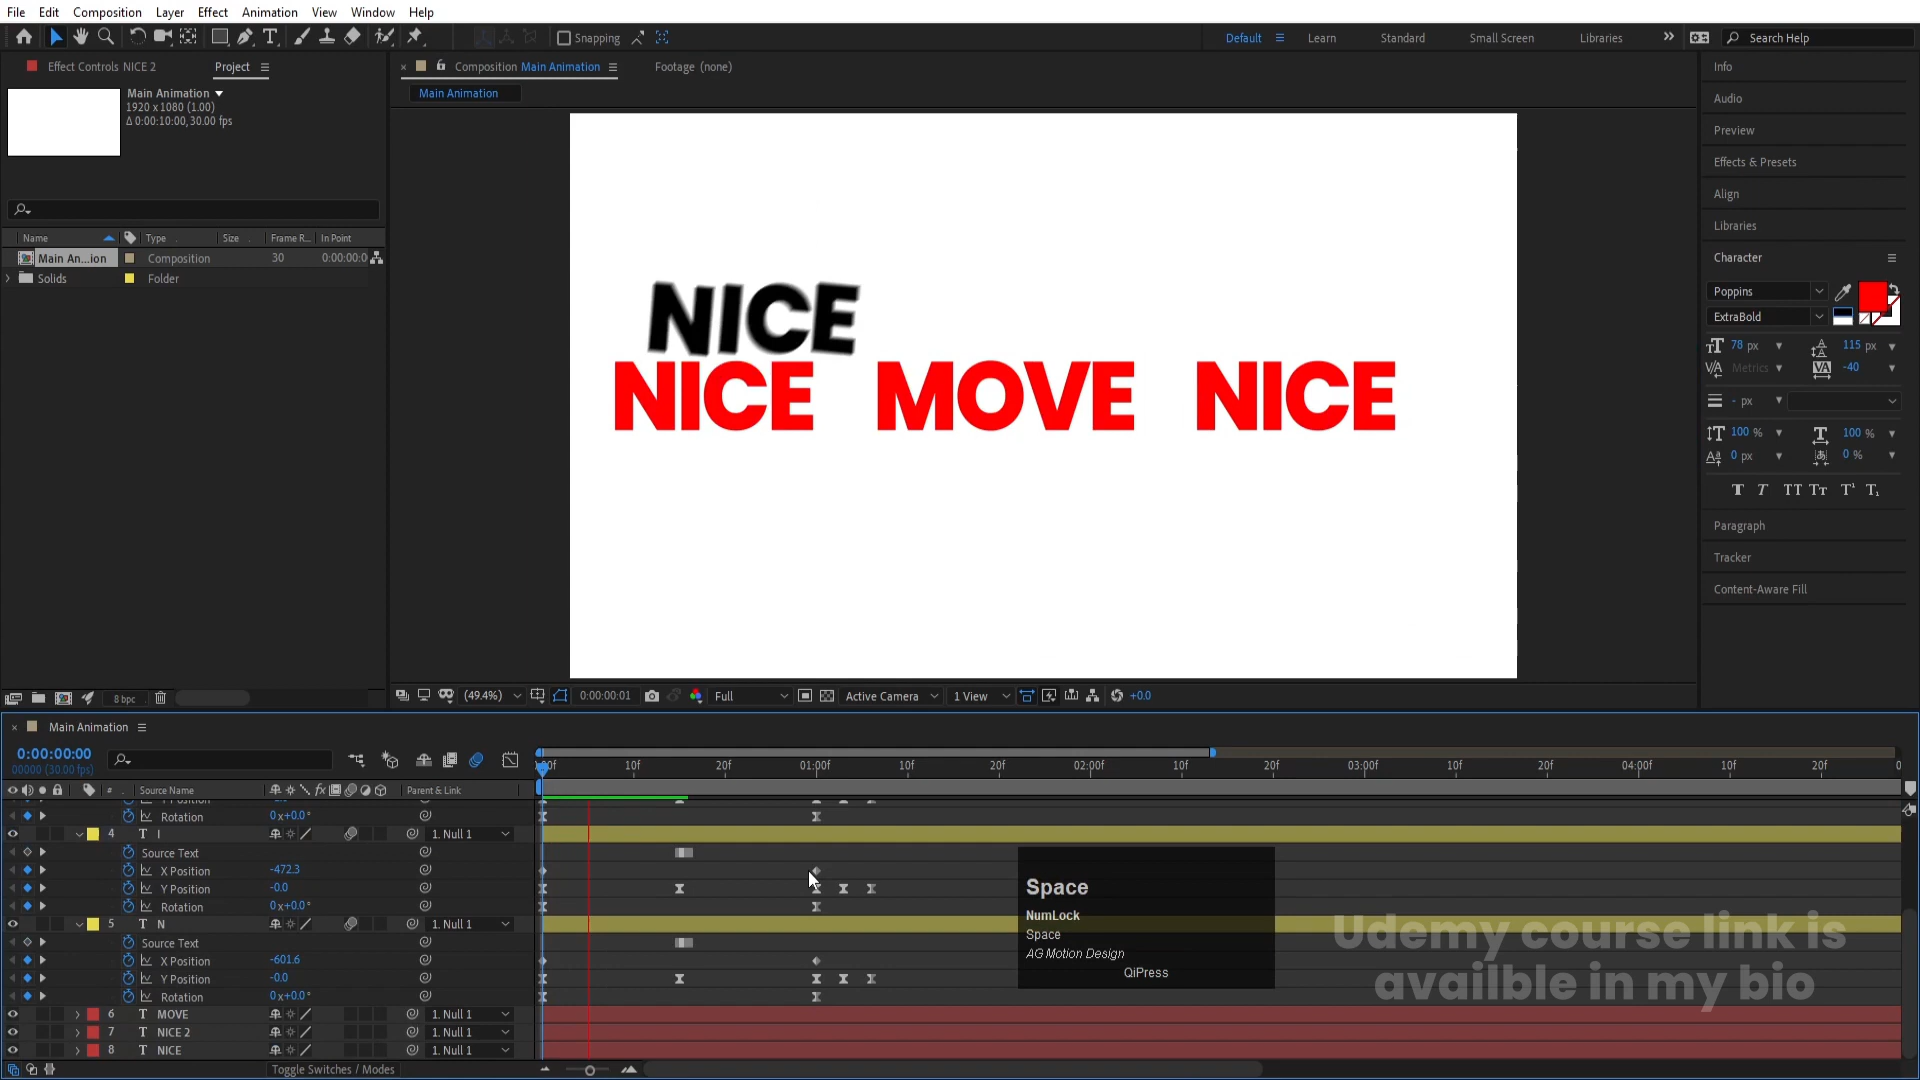 File Edit Composition Layer Effect Animation View Window Help
Snapping
Default Learn Standard Small Screen Libraries Search Help
Effect Controls NICE 2 Project
Composition Main Animation Footage (none)
Main Animation
Main Animation
1920 x 1080 (1.00)
Δ 0:00:10:00, 30.00 fps
Name Type Size Frame R... In Point
Main An...ion Composition 30 0:00:00:0
Solids Folder
NICE
NICE MOVE NICE
Info
Audio
Preview
Effects & Presets
Align
Libraries
Character
Poppins
ExtraBold
78 px 115 px
Metrics -40
- px
100 % 100 %
0 px 0 %
Paragraph
Tracker
Content-Aware Fill
8 bpc
(49.4%) 0:00:00:01 Full Active Camera 1 View +0.0
Main Animation
0:00:00:00
00000 (30.00 fps)
# Source Name Parent & Link
10f 20f 01:00f 10f 20f 02:00f 10f 20f 03:00f 10f 20f 04:00f 10f 20f
Rotation 0x+0.0°
4 T I 1. Null 1
Source Text
X Position -472.3
Y Position -0.0
Rotation 0x+0.0°
5 T N 1. Null 1
Source Text
X Position -601.6
Y Position -0.0
Rotation 0x+0.0°
6 T MOVE 1. Null 1
7 T NICE 2 1. Null 1
8 T NICE 1. Null 1
Toggle Switches / Modes
Space
NumLock
Space
AG Motion Design
QiPress
Udemy course link is
availble in my bio